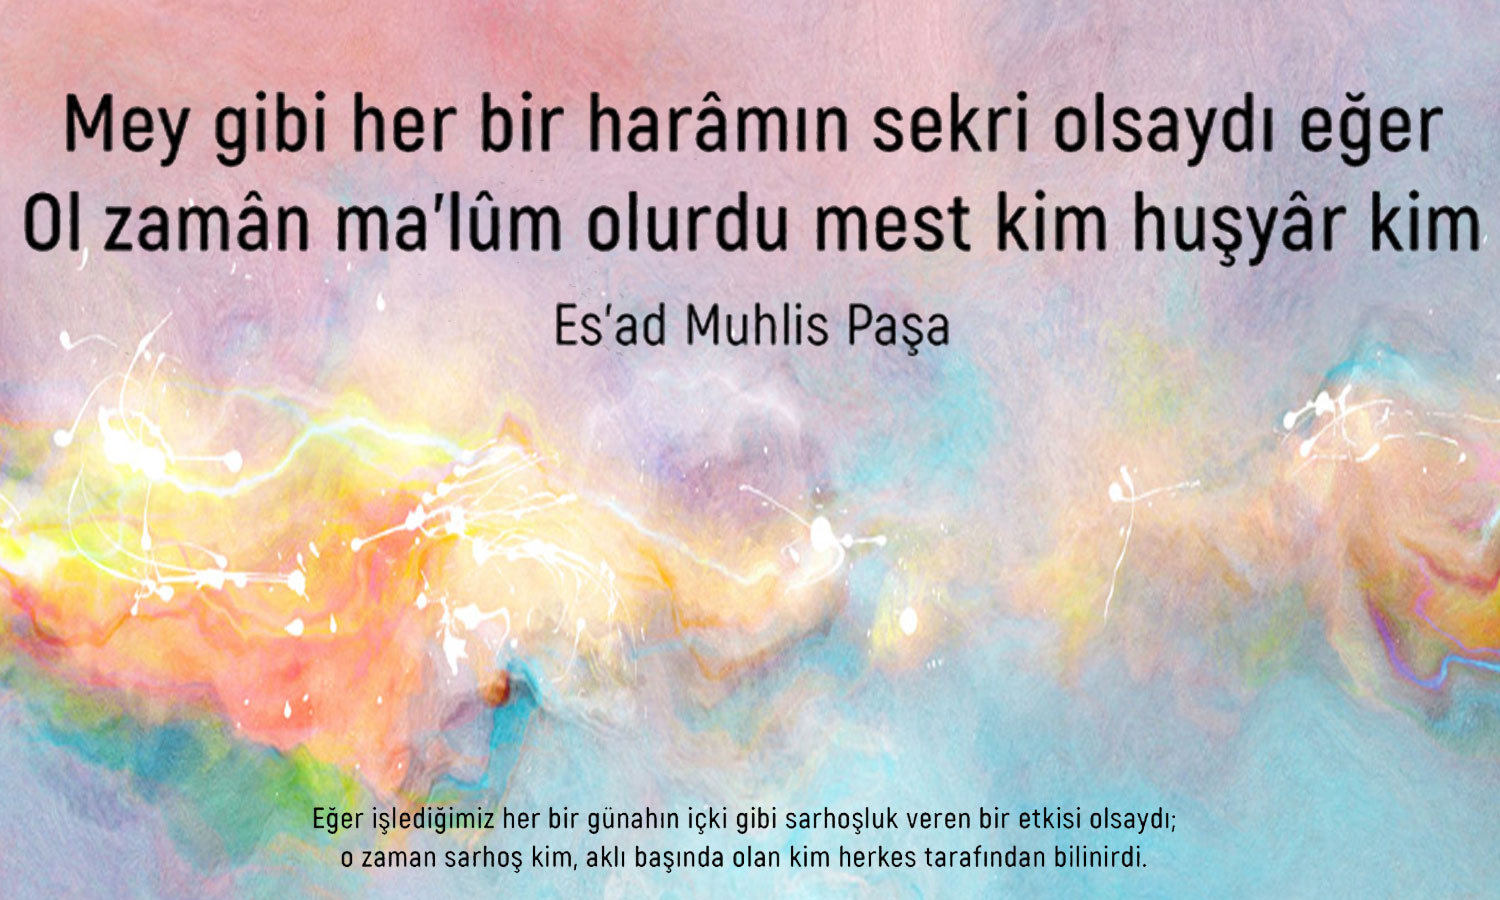 Mey gibi her bir harâmın sekri olsaydı eğer
Ol zamân ma'lûm olurdu mest kim huşyâr kim
Es'ad Muhlis Paşa
Eğer işlediğimiz her bir günahın içki gibi sarhoşluk veren bir etkisi olsaydı;
o zaman sarhoş kim, aklı başında olan kim herkes tarafından bilinirdi.